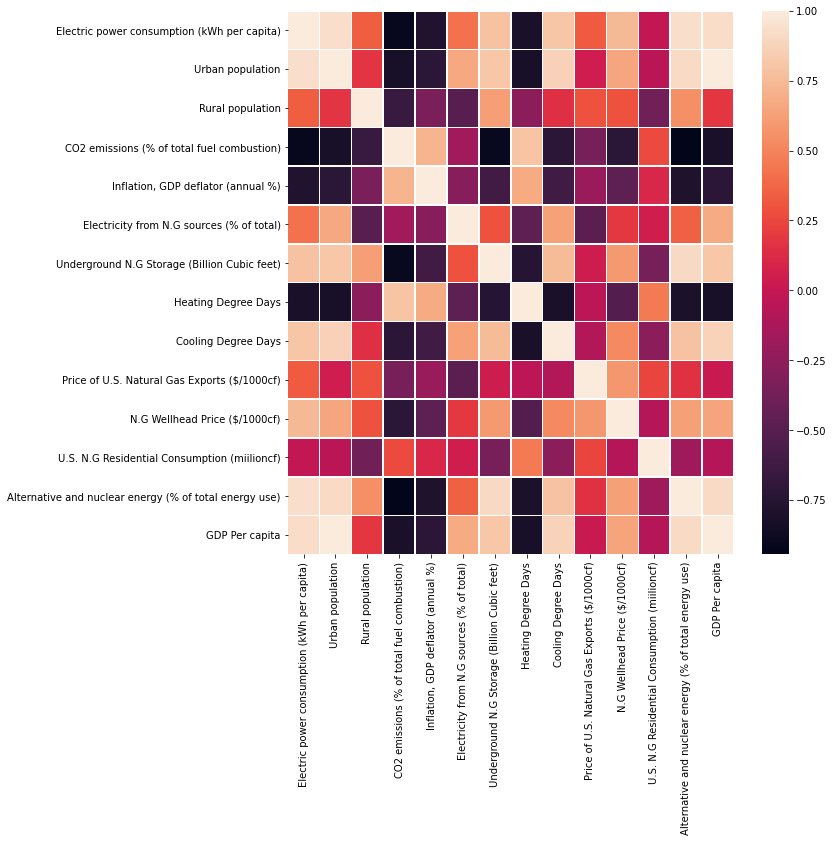 Electric power consumption (kWh per capita)
Urban population
Rural population
CO2 emissions (% of total fuel combustion)
Inflation, GDP deflator (annual %)
Electricity from N.G sources (% of total)
Underground N.G Storage (Billion Cubic feet)
Heating Degree Days
Cooling Degree Days
Price of U.S. Natural Gas Exports ($/1000cf)
N.G Wellhead Price ($/1000cf)
U.S. N.G Residential Consumption (miilioncf)
Alternative and nuclear energy (% of total energy use)
GDP Per capita
Electric power consumption (kWh per capita)
Urban population
Rural population
CO2 emissions (% of total fuel combustion)
Inflation, GDP deflator (annual %)
Electricity from N.G sources (% of total)
Underground N.G Storage (Billion Cubic feet)
Heating Degree Days
Cooling Degree Days
Price of U.S. Natural Gas Exports ($/1000cf)
N.G Wellhead Price ($/1000cf)
U.S. N.G Residential Consumption (miilioncf)
Alternative and nuclear energy (% of total energy use)
GDP Per capita
1.00
0.75
0.50
0.25
0.00
−0.25
−0.50
−0.75